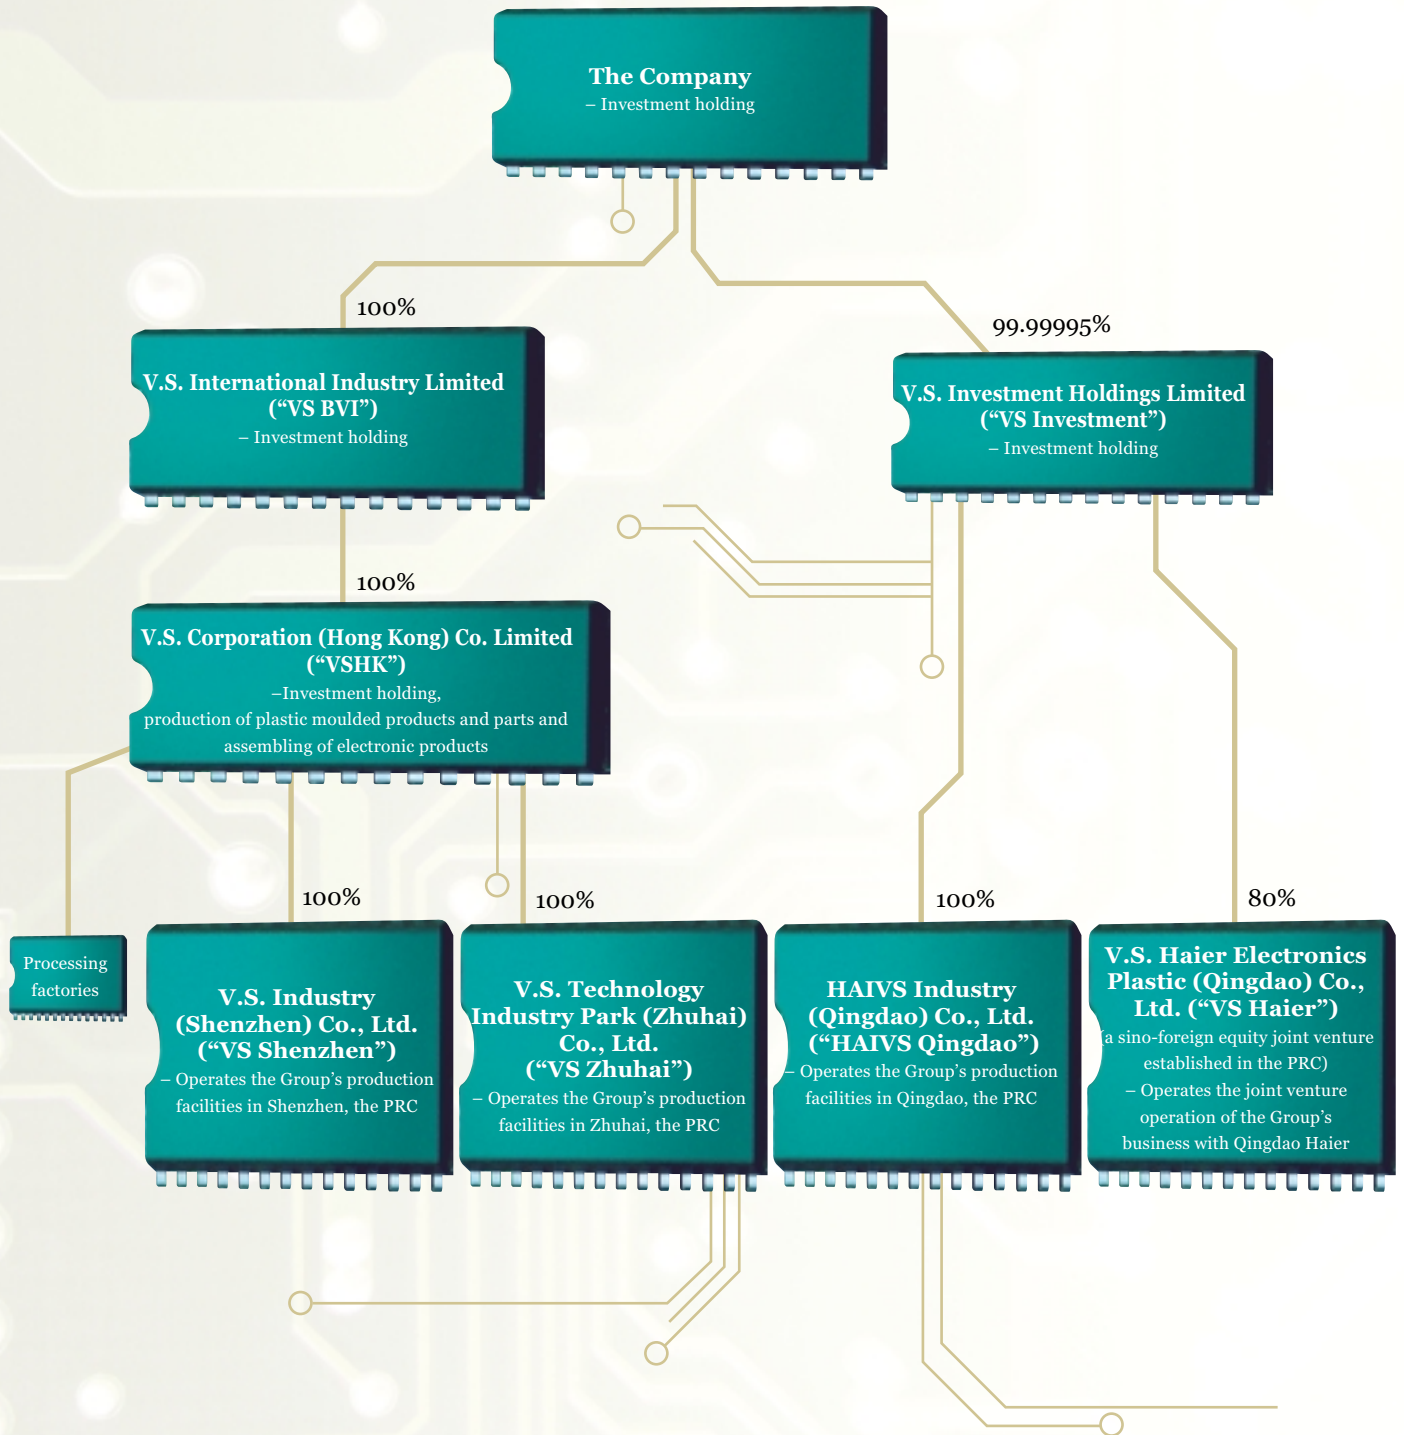 The Company
– Investment holding
100%
99.99995%
V.S. International Industry Limited
(“VS BVI”)
– Investment holding
V.S. Investment Holdings Limited
(“VS Investment”)
– Investment holding
100%
V.S. Corporation (Hong Kong) Co. Limited
(“VSHK”)
–Investment holding,
production of plastic moulded products and parts and
assembling of electronic products
100%
100%
100%
80%
Processing
factories
V.S. Industry
(Shenzhen) Co., Ltd.
(“VS Shenzhen”)
– Operates the Group’s production
facilities in Shenzhen, the PRC
V.S. Technology
Industry Park (Zhuhai)
Co., Ltd.
(“VS Zhuhai”)
– Operates the Group’s production
facilities in Zhuhai, the PRC
HAIVS Industry
(Qingdao) Co., Ltd.
(“HAIVS Qingdao”)
– Operates the Group’s production
facilities in Qingdao, the PRC
V.S. Haier Electronics
Plastic (Qingdao) Co.,
Ltd. (“VS Haier”)
(a sino-foreign equity joint venture
established in the PRC)
– Operates the joint venture
operation of the Group’s
business with Qingdao Haier